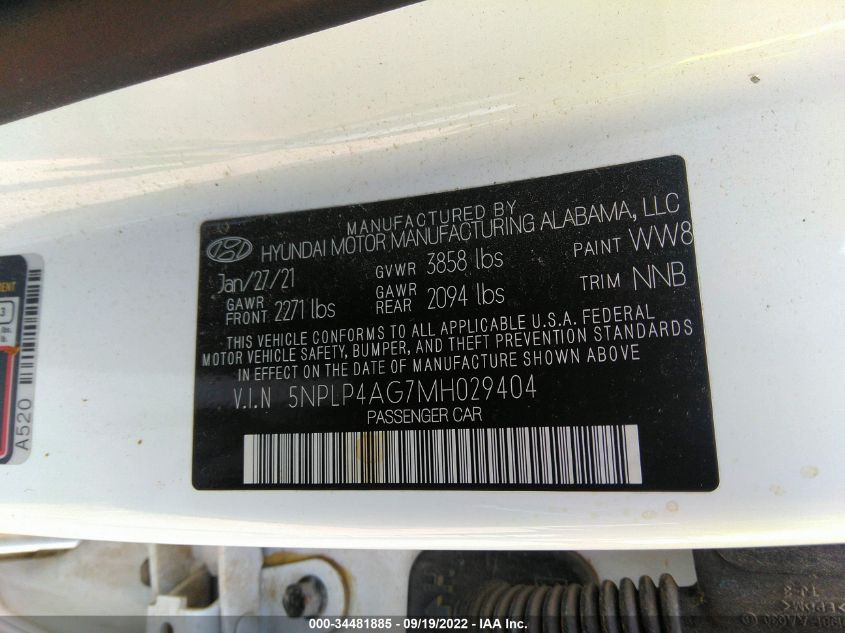 MANUFACTURED BY
HYUNDAI MOTOR MANUFACTURING ALABAMA, LLC
Jan/27/21 GVWR 3858 lbs PAINT WW8
GAWR FRONT 2271 lbs GAWR REAR 2094 lbs TRIM NNB
THIS VEHICLE CONFORMS TO ALL APPLICABLE U.S.A. FEDERAL
MOTOR VEHICLE SAFETY, BUMPER, AND THEFT PREVENTION STANDARDS
IN EFFECT ON THE DATE OF MANUFACTURE SHOWN ABOVE.
V.I.N 5NPLP4AG7MH029404
PASSENGER CAR
A520
000-34481885 - 09/19/2022 - IAA Inc.